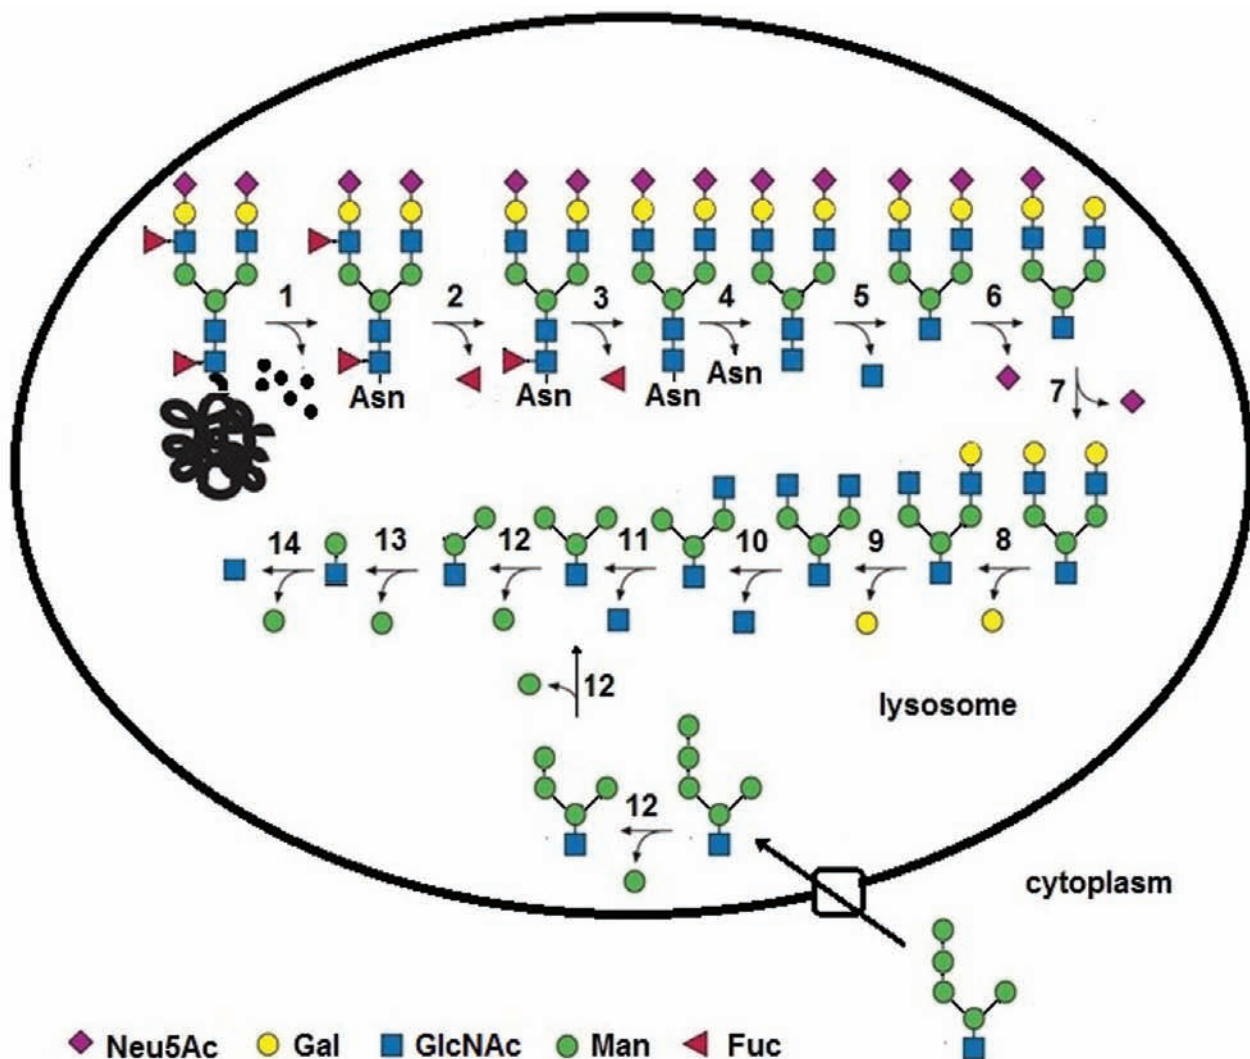 1 2 3 4 5 6
Asn Asn Asn Asn
7
14 13 12 11 10 9 8
12
lysosome
12
cytoplasm
Neu5Ac Gal GlcNAc Man Fuc